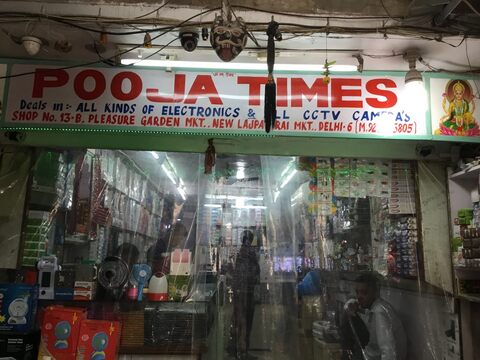 POOJA TIMES
Deals in:- ALL KINDS OF ELECTRONICS & ALL CCTV CAMERA'S
SHOP No. 13-B. PLEASURE GARDEN MKT., NEW LAJPAT RAI MKT., DELHI-6